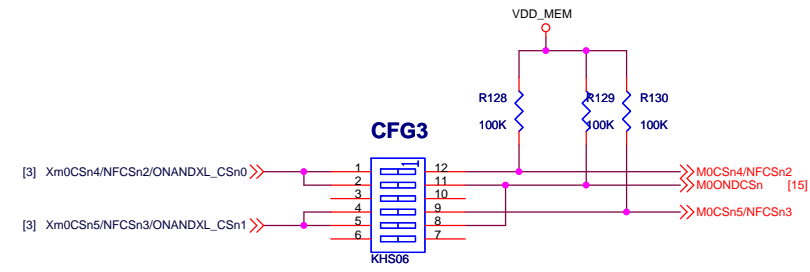 VDD_MEM
R128
R129
R130
100K
100K
100K
CFG3
1
[3] Xm0CSn4/NFCSn2/ONANDXL_CSn0
1
12
M0CSn4/NFCSn2
2
11
M0ONDCSn
[15]
3
10
4
9
M0CSn5/NFCSn3
[3] Xm0CSn5/NFCSn3/ONANDXL_CSn1
5
8
6
7
KHS06